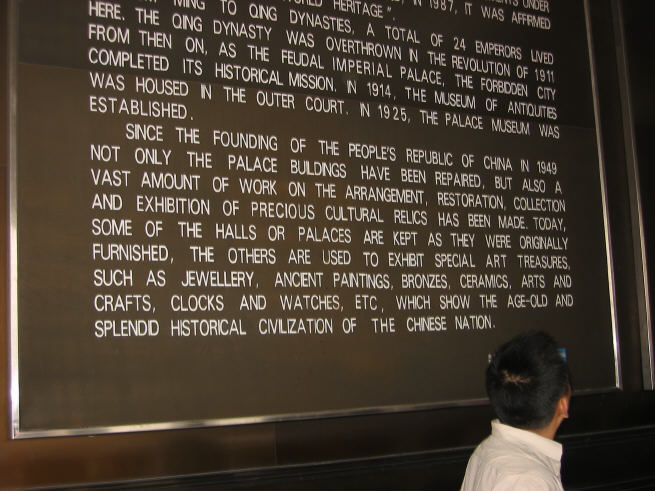 HERITAGE". IN 1987, IT WAS AFFIRMED
MING TO QING DYNASTIES, A TOTAL OF 24 EMPERORS LIVED
HERE. THE QING DYNASTY WAS OVERTHROWN IN THE REVOLUTION OF 1911
FROM THEN ON, AS THE FEUDAL IMPERIAL PALACE, THE FORBIDDEN CITY
COMPLETED ITS HISTORICAL MISSION. IN 1914, THE MUSEUM OF ANTIQUITIES
WAS HOUSED IN THE OUTER COURT. IN 1925, THE PALACE MUSEUM WAS
ESTABLISHED.
SINCE THE FOUNDING OF THE PEOPLE'S REPUBLIC OF CHINA IN 1949
NOT ONLY THE PALACE BUILDINGS HAVE BEEN REPAIRED, BUT ALSO A
VAST AMOUNT OF WORK ON THE ARRANGEMENT, RESTORATION, COLLECTION
AND EXHIBITION OF PRECIOUS CULTURAL RELICS HAS BEEN MADE. TODAY,
SOME OF THE HALLS OR PALACES ARE KEPT AS THEY WERE ORIGINALLY
FURNISHED, THE OTHERS ARE USED TO EXHIBIT SPECIAL ART TREASURES,
SUCH AS JEWELLERY, ANCIENT PAINTINGS, BRONZES, CERAMICS, ARTS AND
CRAFTS, CLOCKS AND WATCHES, ETC, WHICH SHOW THE AGE-OLD AND
SPLENDID HISTORICAL CIVILIZATION OF THE CHINESE NATION.